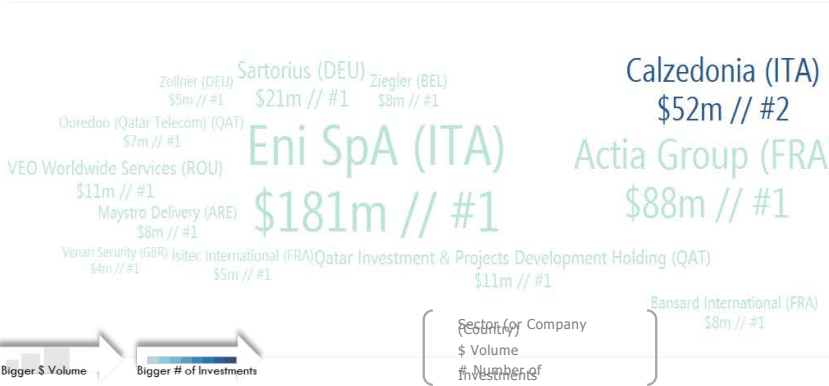 Calzedonia (ITA)
$52m // #2
Sartorius (DEU)
$21m // #1
Zollner (DEU)
$5m // #1
Ziegler (BEL)
$8m // #1
Ooredoo (Qatar Telecom) (QAT)
$7m // #1
Eni SpA (ITA)
$181m // #1
Actia Group (FRA
$88m // #1
VEO Worldwide Services (ROU)
$11m // #1
Maystro Delivery (ARE)
$8m // #1
Venari Security (GBR)
$4m // #1
Isitec International (FRA)
$5m // #1
Qatar Investment & Projects Development Holding (QAT)
$11m // #1
Bansard International (FRA)
$8m // #1
Bigger $ Volume
Bigger # of Investments
Sector (or Company
(Country)
$ Volume
# Number of
Investments